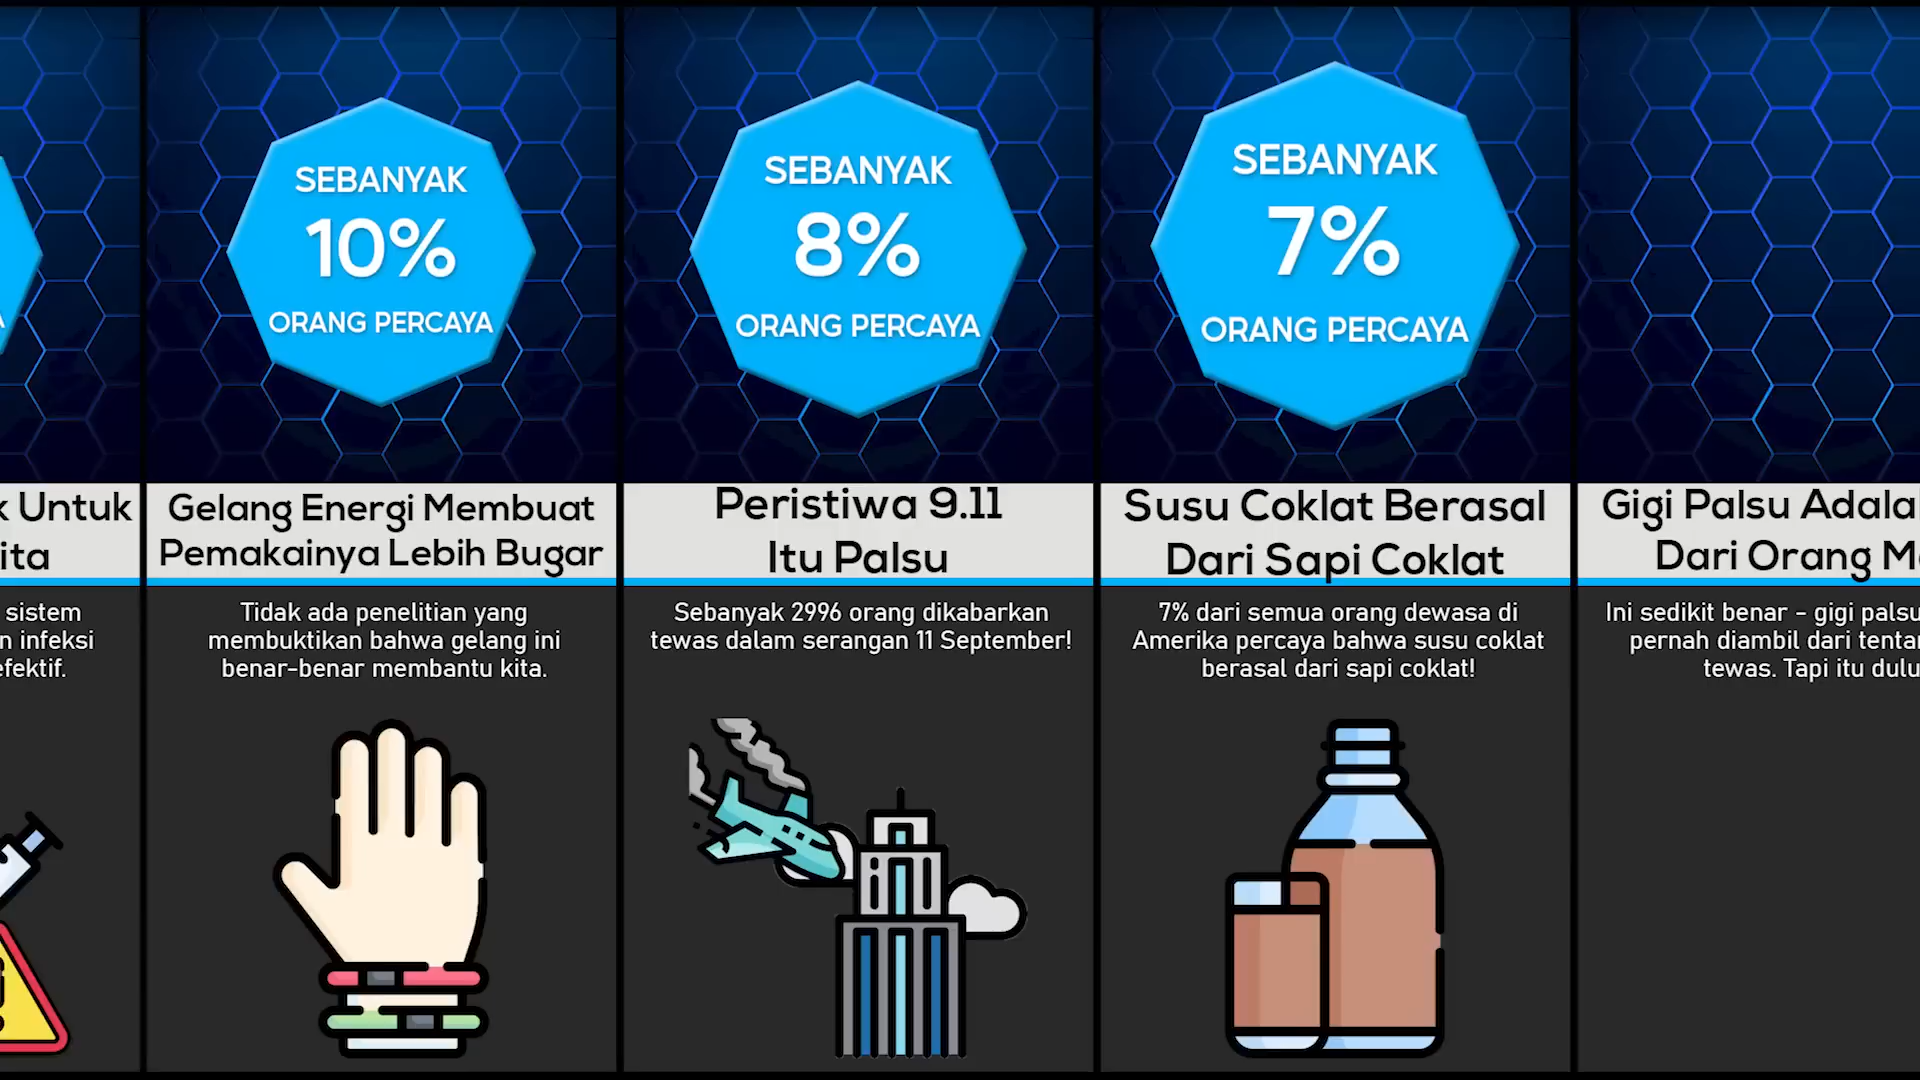 k Untuk
ita
sistem
n infeksi
efektif.
SEBANYAK
10%
ORANG PERCAYA
Gelang Energi Membuat
Pemakainya Lebih Bugar
Tidak ada penelitian yang
membuktikan bahwa gelang ini
benar-benar membantu kita.
SEBANYAK
8%
ORANG PERCAYA
Peristiwa 9.11
Itu Palsu
Sebanyak 2996 orang dikabarkan
tewas dalam serangan 11 September!
SEBANYAK
7%
ORANG PERCAYA
Susu Coklat Berasal
Dari Sapi Coklat
7% dari semua orang dewasa di
Amerika percaya bahwa susu coklat
berasal dari sapi coklat!
Gigi Palsu Adala
Dari Orang M
Ini sedikit benar - gigi palsu
pernah diambil dari tenta
tewas. Tapi itu dulu